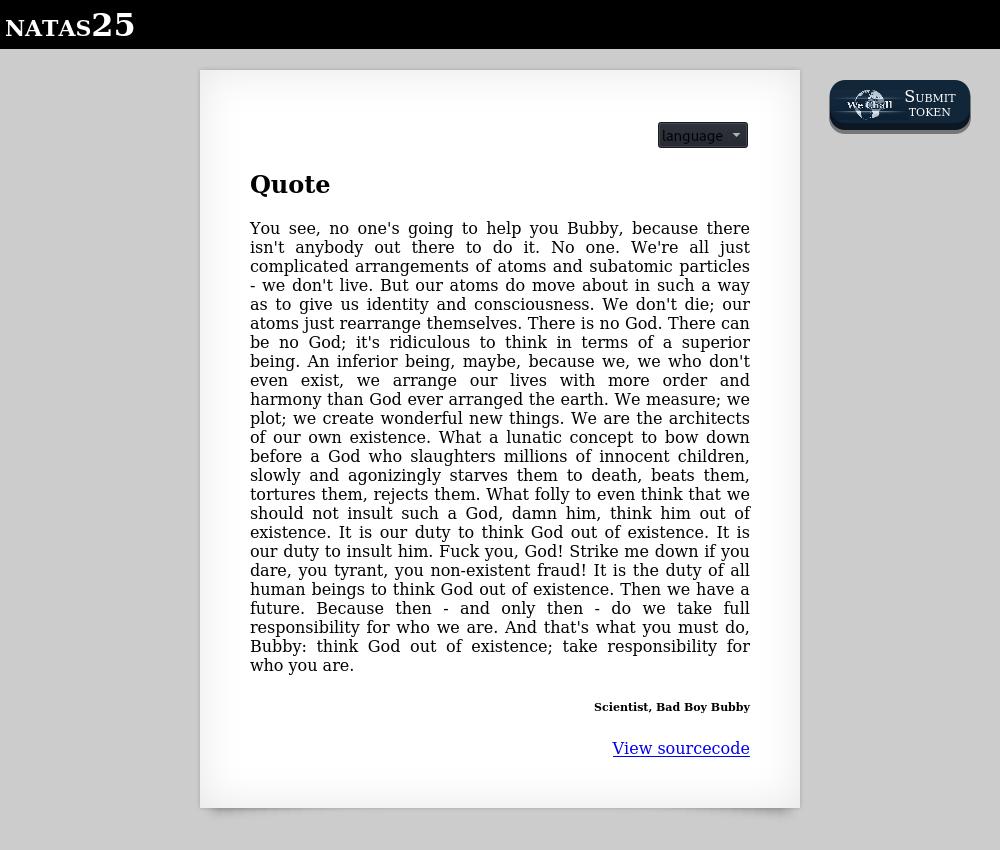 NATAS25
WeChall SUBMIT
TOKEN
language
Quote
You see, no one's going to help you Bubby, because there
isn't anybody out there to do it. No one. We're all just
complicated arrangements of atoms and subatomic particles
- we don't live. But our atoms do move about in such a way
as to give us identity and consciousness. We don't die; our
atoms just rearrange themselves. There is no God. There can
be no God; it's ridiculous to think in terms of a superior
being. An inferior being, maybe, because we, we who don't
even exist, we arrange our lives with more order and
harmony than God ever arranged the earth. We measure; we
plot; we create wonderful new things. We are the architects
of our own existence. What a lunatic concept to bow down
before a God who slaughters millions of innocent children,
slowly and agonizingly starves them to death, beats them,
tortures them, rejects them. What folly to even think that we
should not insult such a God, damn him, think him out of
existence. It is our duty to think God out of existence. It is
our duty to insult him. Fuck you, God! Strike me down if you
dare, you tyrant, you non-existent fraud! It is the duty of all
human beings to think God out of existence. Then we have a
future. Because then - and only then - do we take full
responsibility for who we are. And that's what you must do,
Bubby: think God out of existence; take responsibility for
who you are.
Scientist, Bad Boy Bubby
View sourcecode